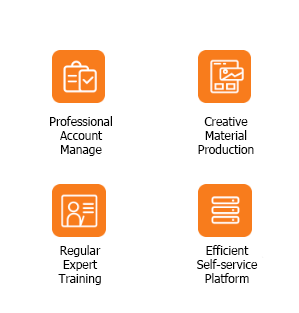 Professional
Account
Manage
Creative
Material
Production
Regular
Expert
Training
Efficient
Self-service
Platform